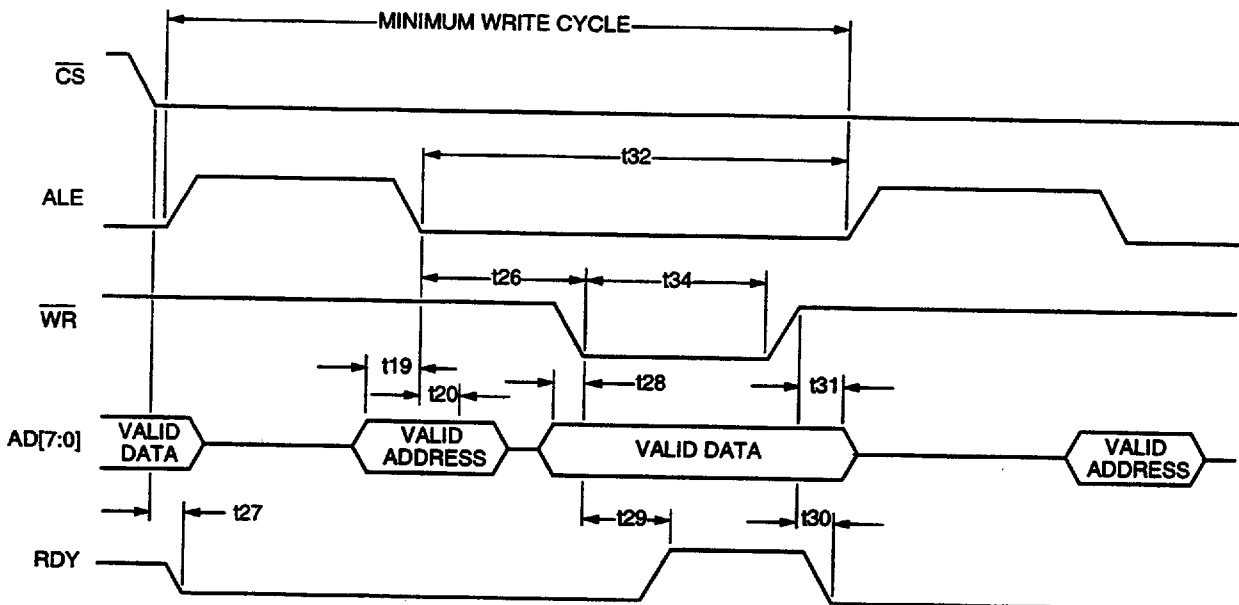 MINIMUM WRITE CYCLE
CS
t32
ALE
t26
t34
WR
t19
t20
t28
t31
AD[7:0]
VALID
DATA
VALID
ADDRESS
VALID DATA
VALID
ADDRESS
t27
t29
t30
RDY